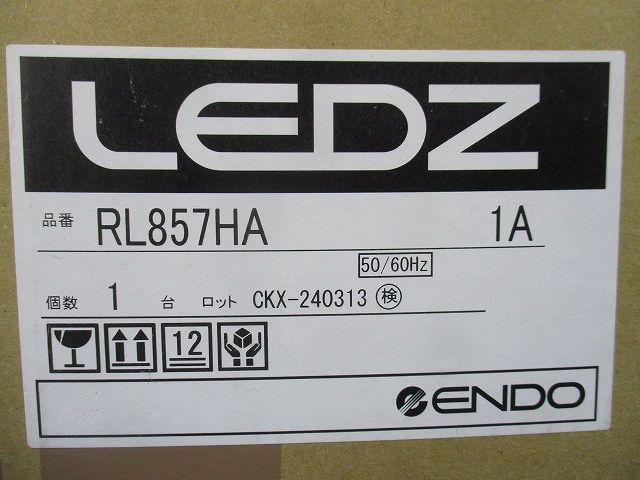 LEDZ
品番 RL857HA 1A
50/60Hz
個数 1 台 ロット CKX-240313 検
12
ENDO